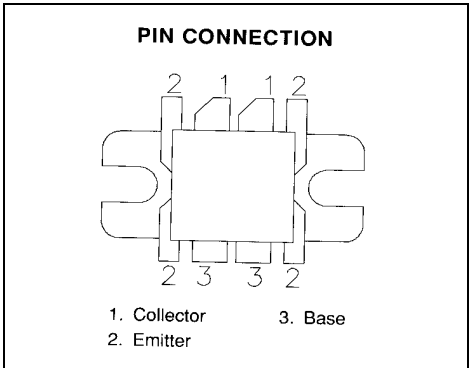 PIN CONNECTION
2 1 1 2
2 3 3 2
1. Collector 3. Base
2. Emitter